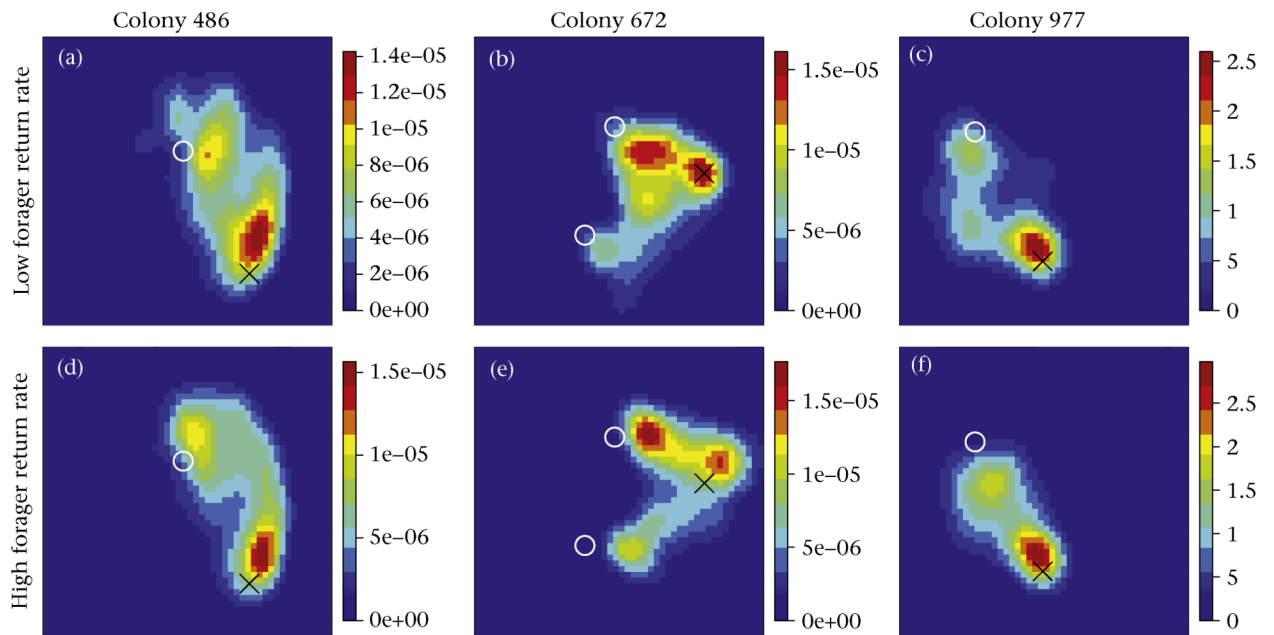 Colony 486 Colony 672 Colony 977
Low forager return rate
(a)
1.4e–05
1.2e–05
1e–05
8e–06
6e–06
4e–06
2e–06
0e+00
(b)
1.5e–05
1e–05
5e–06
0e+00
(c)
2.5
2
1.5
1
5
0
High forager return rate
(d)
1.5e–05
1e–05
5e–06
0e+00
(e)
1.5e–05
1e–05
5e–06
0e+00
(f)
2.5
2
1.5
1
5
0